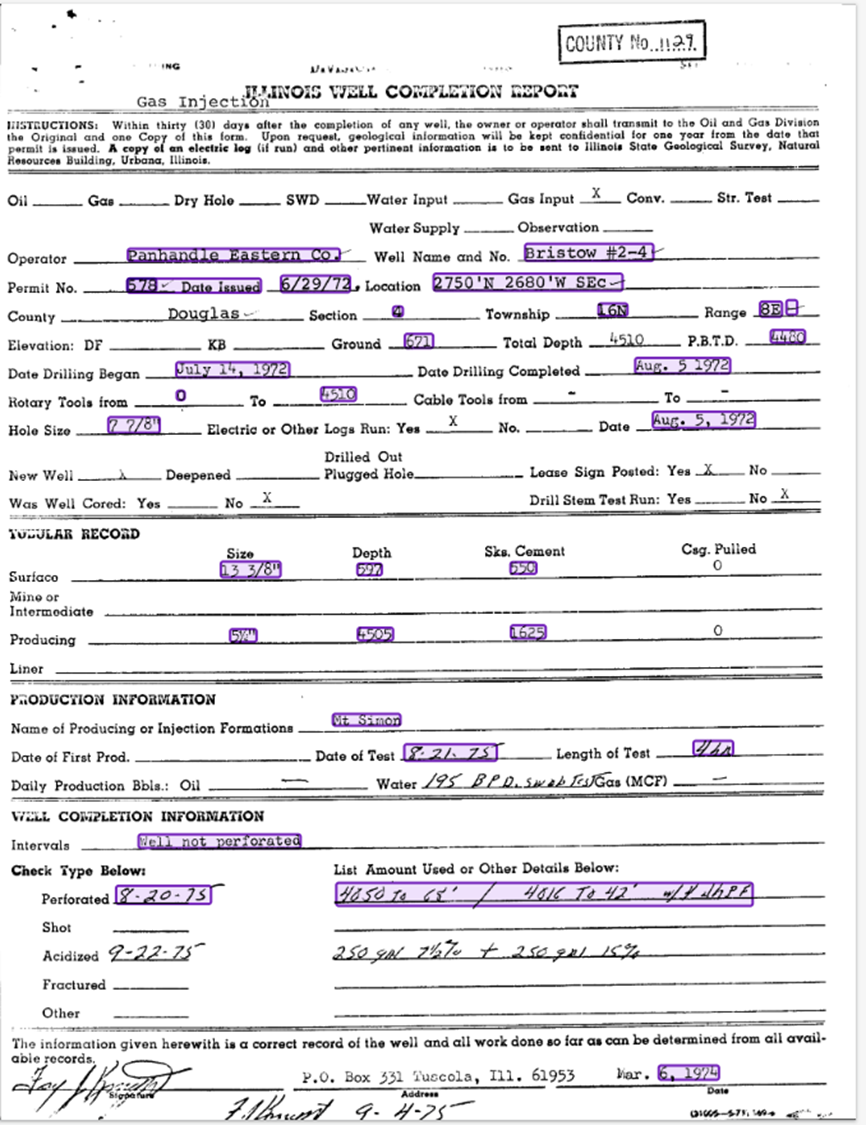 COUNTY No. 1129
ILLINOIS WELL COMPLETION REPORT
Gas Injection
INSTRUCTIONS: Within thirty (30) days after the completion of any well, the owner or operator shall transmit to the Oil and Gas Division
the Original and one Copy of this form. Upon request, geological information will be kept confidential for one year from the date that
permit is issued. A copy of an electric log (if run) and other pertinent information is to be sent to Illinois State Geological Survey, Natural
Resources Building, Urbana, Illinois.
Oil Gas Dry Hole SWD Water Input Gas Input X Conv. Str. Test
Water Supply Observation
Operator Panhandle Eastern Co. Well Name and No. Bristow #2-4
Permit No. 578 Date Issued 6/29/72, Location 2750'N 2680'W SEc
County Douglas Section 4 Township 16N Range 8E
Elevation: DF KB Ground 671 Total Depth 4510 P.B.T.D. 4480
Date Drilling Began July 14, 1972 Date Drilling Completed Aug. 5 1972
Rotary Tools from 0 To 4510 Cable Tools from - To -
Hole Size 7 7/8" Electric or Other Logs Run: Yes X No. Date Aug. 5, 1972
Drilled Out
New Well X Deepened Plugged Hole Lease Sign Posted: Yes X No
Was Well Cored: Yes No X Drill Stem Test Run: Yes No X
TUBULAR RECORD
Size Depth Sks. Cement Csg. Pulled
Surface 13 3/8" 597 550 0
Mine or
Intermediate
Producing 5½" 4505 1625 0
Liner
PRODUCTION INFORMATION
Name of Producing or Injection Formations Mt Simon
Date of First Prod. Date of Test 8-21-75 Length of Test 4hr
Daily Production Bbls.: Oil — Water 195 BPD. Swab Test Gas (MCF) —
WELL COMPLETION INFORMATION
Intervals Well not perforated
Check Type Below: List Amount Used or Other Details Below:
Perforated 8-20-75 To / To 42'
Shot
Acidized 9-22-75 250 gal 7½% + 250 gal 15%
Fractured
Other
The information given herewith is a correct record of the well and all work done so far as can be determined from all avail-
able records.
P.O. Box 331 Tuscola, Ill. 61953 Mar. 6, 1974
Signature Address Date
9-4-75